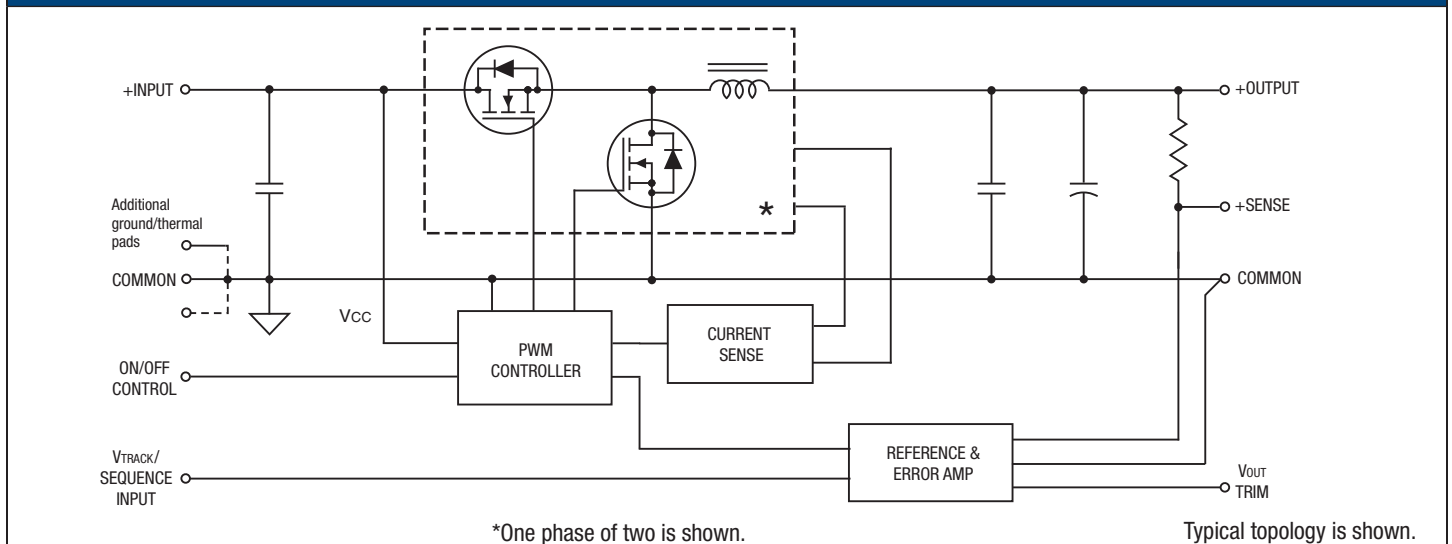 +INPUT
+OUTPUT
Additional
ground/thermal
pads
*
+SENSE
COMMON
COMMON
VCC
PWM
CONTROLLER
CURRENT
SENSE
ON/OFF
CONTROL
VTRACK/
SEQUENCE
INPUT
REFERENCE &
ERROR AMP
VOUT
TRIM
*One phase of two is shown.
Typical topology is shown.